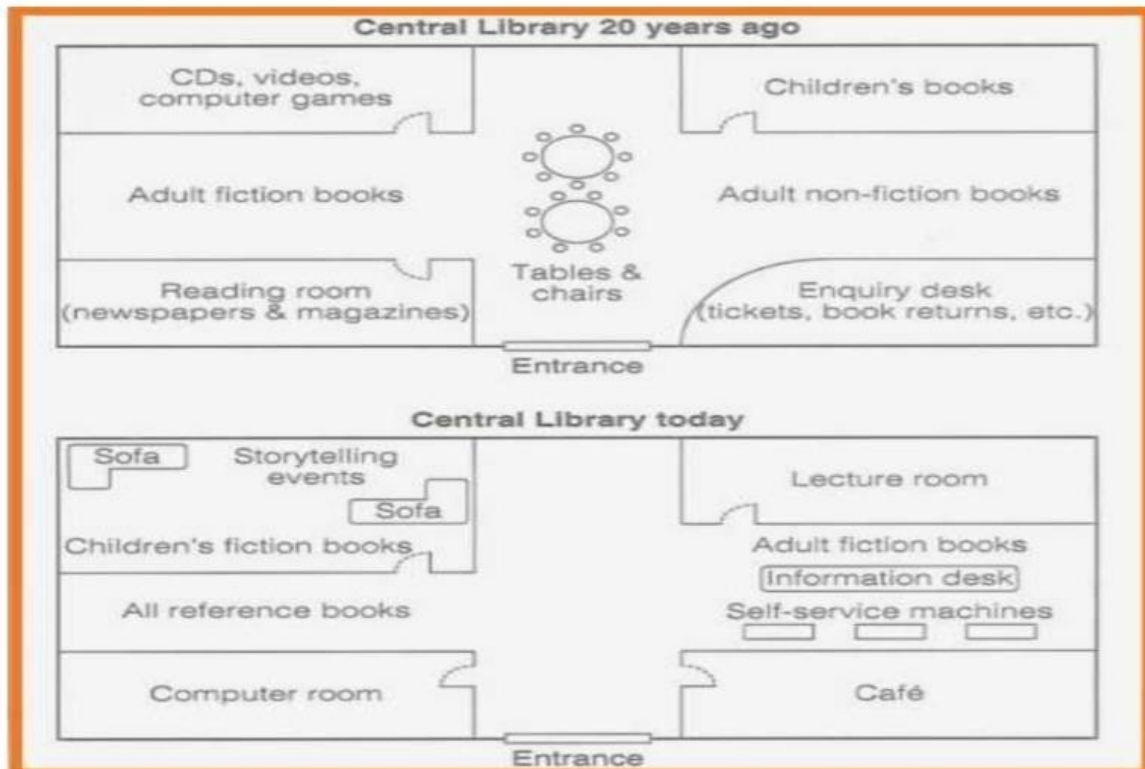 Central Library 20 years ago
CDs, videos,
computer games
Children's books
Adult fiction books
Adult non-fiction books
Tables &
chairs
Reading room
(newspapers & magazines)
Enquiry desk
(tickets, book returns, etc.)
Entrance
Central Library today
Sofa
Storytelling
events
Sofa
Children's fiction books
Lecture room
Adult fiction books
Information desk
All reference books
Self-service machines
Computer room
Café
Entrance